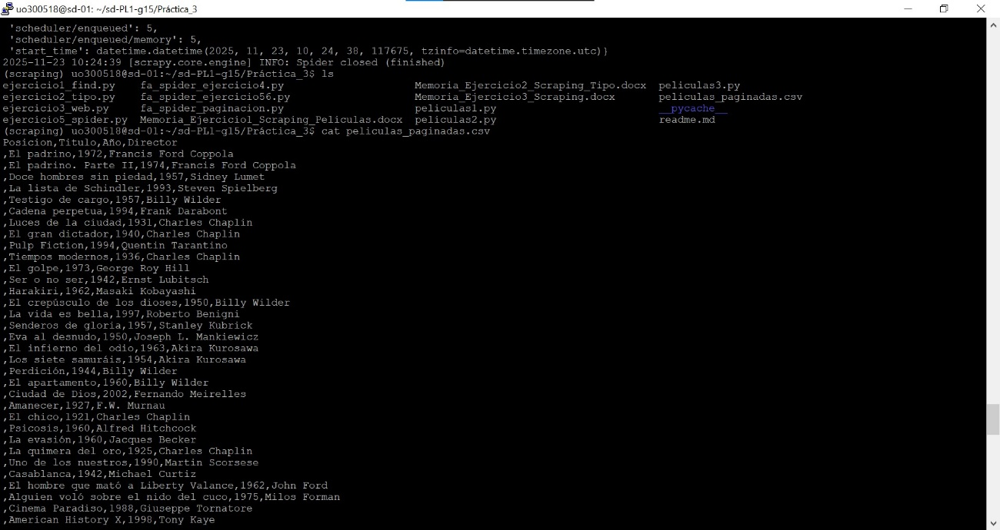 uo300518@sd-01: ~/sd-PL1-g15/Práctica_3
'scheduler/enqueued': 5,
'scheduler/enqueued/memory': 5,
'start_time': datetime.datetime(2025, 11, 23, 10, 24, 38, 117675, tzinfo=datetime.timezone.utc)}
2025-11-23 10:24:39 [scrapy.core.engine] INFO: Spider closed (finished)
(scraping) uo300518@sd-01:~/sd-PL1-g15/Práctica_3$ ls
ejercicio1_find.py fa_spider_ejercicio4.py Memoria_Ejercicio2_Scraping_Tipo.docx peliculas3.py
ejercicio2_tipo.py fa_spider_ejercicio56.py Memoria_Ejercicio3_Scraping.docx peliculas_paginadas.csv
ejercicio3_web.py fa_spider_paginacion.py peliculas1.py __pycache__
ejercicio5_spider.py Memoria_Ejercicio1_Scraping_Peliculas.docx peliculas2.py readme.md
(scraping) uo300518@sd-01:~/sd-PL1-g15/Práctica_3$ cat peliculas_paginadas.csv
Posicion,Titulo,Año,Director
,El padrino,1972,Francis Ford Coppola
,El padrino. Parte II,1974,Francis Ford Coppola
,Doce hombres sin piedad,1957,Sidney Lumet
,La lista de Schindler,1993,Steven Spielberg
,Testigo de cargo,1957,Billy Wilder
,Cadena perpetua,1994,Frank Darabont
,Luces de la ciudad,1931,Charles Chaplin
,El gran dictador,1940,Charles Chaplin
,Pulp Fiction,1994,Quentin Tarantino
,Tiempos modernos,1936,Charles Chaplin
,El golpe,1973,George Roy Hill
,Ser o no ser,1942,Ernst Lubitsch
,Harakiri,1962,Masaki Kobayashi
,El crepúsculo de los dioses,1950,Billy Wilder
,La vida es bella,1997,Roberto Benigni
,Senderos de gloria,1957,Stanley Kubrick
,Eva al desnudo,1950,Joseph L. Mankiewicz
,El infierno del odio,1963,Akira Kurosawa
,Los siete samuráis,1954,Akira Kurosawa
,Perdición,1944,Billy Wilder
,El apartamento,1960,Billy Wilder
,Ciudad de Dios,2002,Fernando Meirelles
,Amanecer,1927,F.W. Murnau
,El chico,1921,Charles Chaplin
,Psicosis,1960,Alfred Hitchcock
,La evasión,1960,Jacques Becker
,La quimera del oro,1925,Charles Chaplin
,Uno de los nuestros,1990,Martin Scorsese
,Casablanca,1942,Michael Curtiz
,El hombre que mató a Liberty Valance,1962,John Ford
,Alguien voló sobre el nido del cuco,1975,Milos Forman
,Cinema Paradiso,1988,Giuseppe Tornatore
,American History X,1998,Tony Kaye